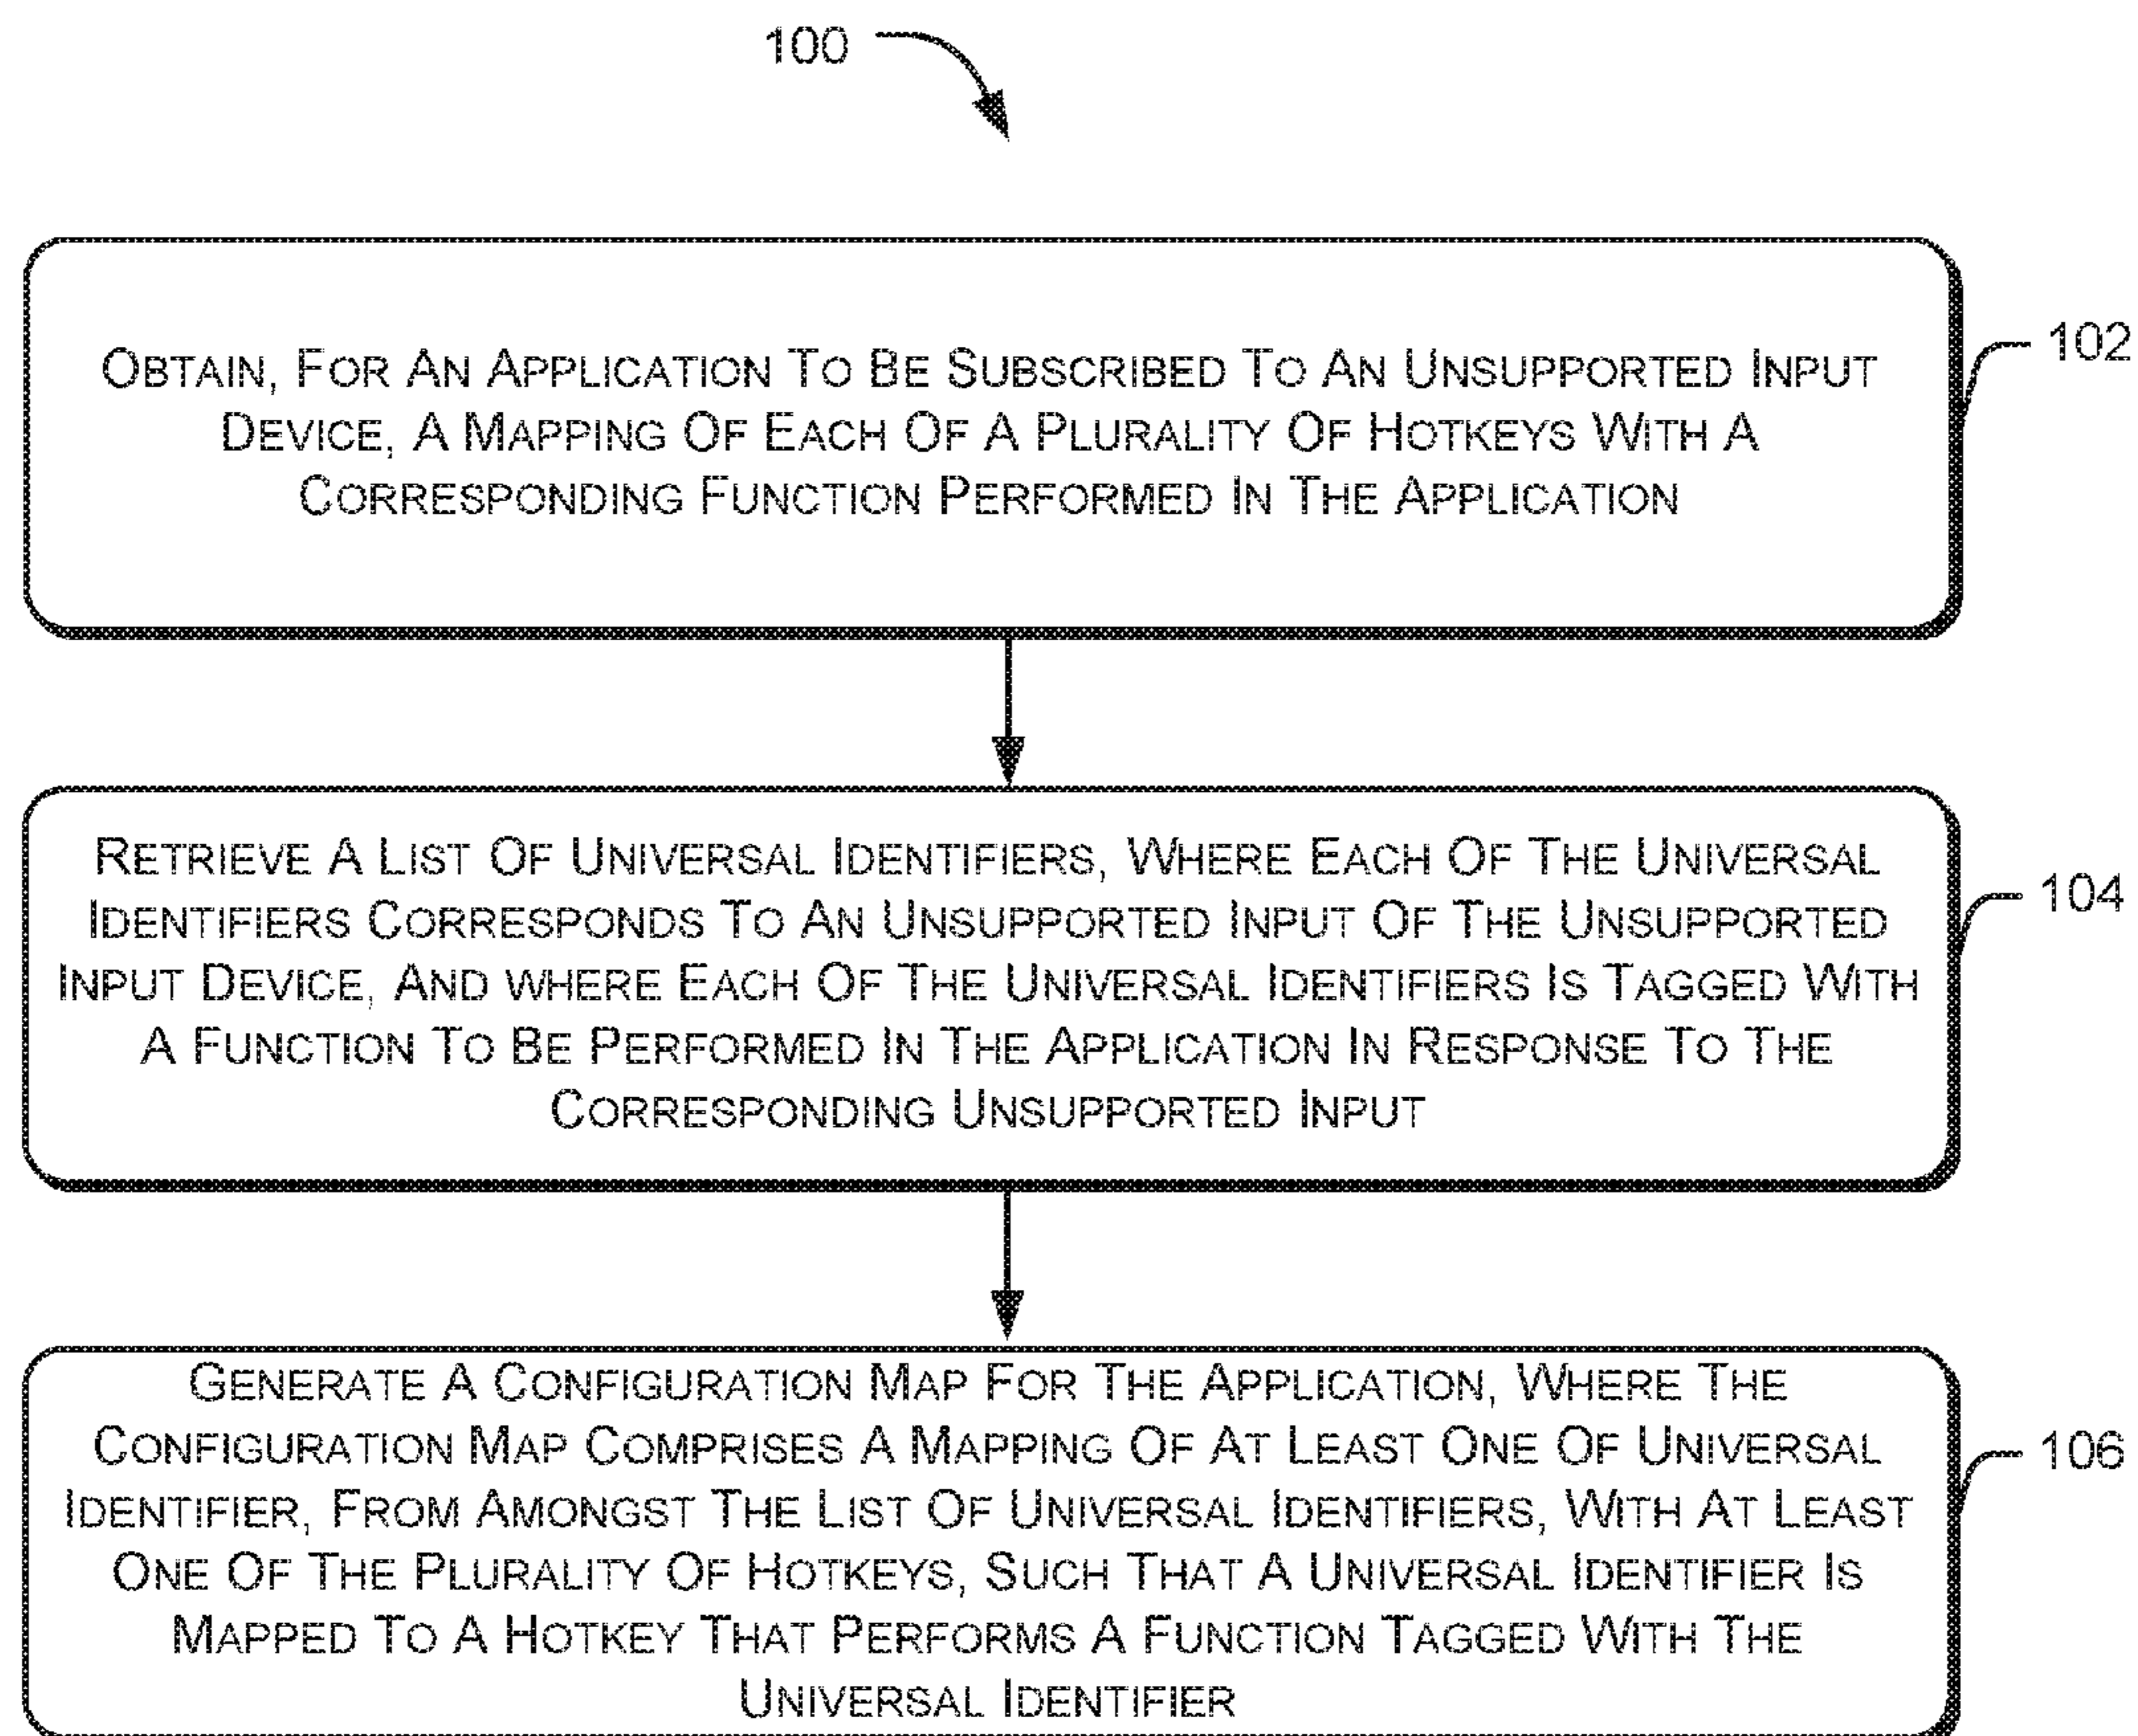 100
OBTAIN, FOR AN APPLICATION TO BE SUBSCRIBED TO AN UNSUPPORTED INPUT
DEVICE, A MAPPING OF EACH OF A PLURALITY OF HOTKEYS WITH A
CORRESPONDING FUNCTION PERFORMED IN THE APPLICATION
102
RETRIEVE A LIST OF UNIVERSAL IDENTIFIERS, WHERE EACH OF THE UNIVERSAL
IDENTIFIERS CORRESPONDS TO AN UNSUPPORTED INPUT OF THE UNSUPPORTED
INPUT DEVICE, AND WHERE EACH OF THE UNIVERSAL IDENTIFIERS IS TAGGED WITH
A FUNCTION TO BE PERFORMED IN THE APPLICATION IN RESPONSE TO THE
CORRESPONDING UNSUPPORTED INPUT
104
GENERATE A CONFIGURATION MAP FOR THE APPLICATION, WHERE THE
CONFIGURATION MAP COMPRISES A MAPPING OF AT LEAST ONE OF UNIVERSAL
IDENTIFIER, FROM AMONGST THE LIST OF UNIVERSAL IDENTIFIERS, WITH AT LEAST
ONE OF THE PLURALITY OF HOTKEYS, SUCH THAT A UNIVERSAL IDENTIFIER IS
MAPPED TO A HOTKEY THAT PERFORMS A FUNCTION TAGGED WITH THE
UNIVERSAL IDENTIFIER
106